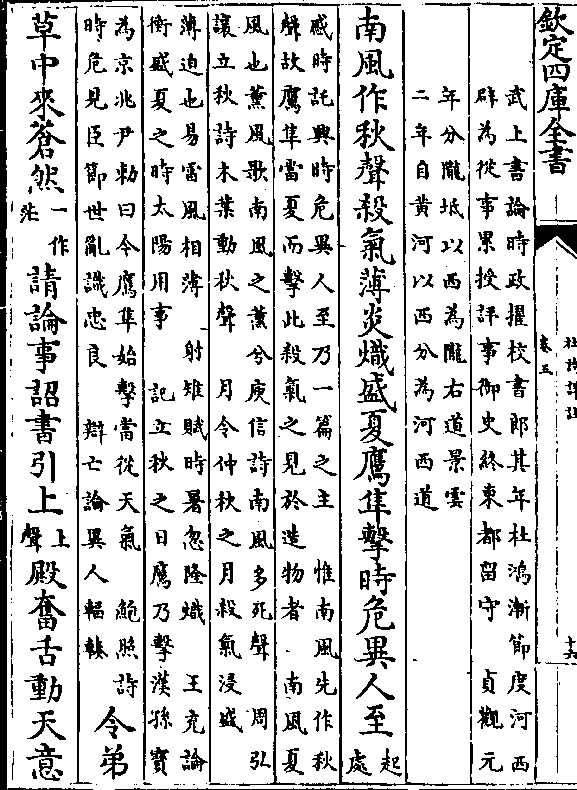 欽定四庫全書
杜詩詳註
卷五
十六
武上書論時政擢校書郎其年杜鴻漸節度河西
辟為從事累授評事御史終東都留守 貞觀元
年分隴坻以西為隴右道景雲
二年自黄河以西分為河西道
南風作秋聲殺氣薄炎熾盛夏鷹隼擊時危異人至起處
感時託興時危異人至乃一篇之主 惟南風先作秋
聲故鷹隼當夏而擊此殺氣之見於造物者 南風夏
風也薰風歌南風之薰兮庾信詩南風多死聲 周弘
讓立秋詩木葉動秋聲 月令仲秋之月殺氣浸盛
薄迫也易雷風相薄 射雉賦時暑忽隆熾 王充論
衡盛夏之時太陽用事 記立秋之日鷹乃擊漢孫寳
為京兆尹勅曰今鷹隼始擊當從天氣 鮑照詩
時危見臣節世亂識忠良 辯亡論異人輻輳
令弟
草中來蒼然一作茫請論事詔書引上上聲殿奮舌動天意